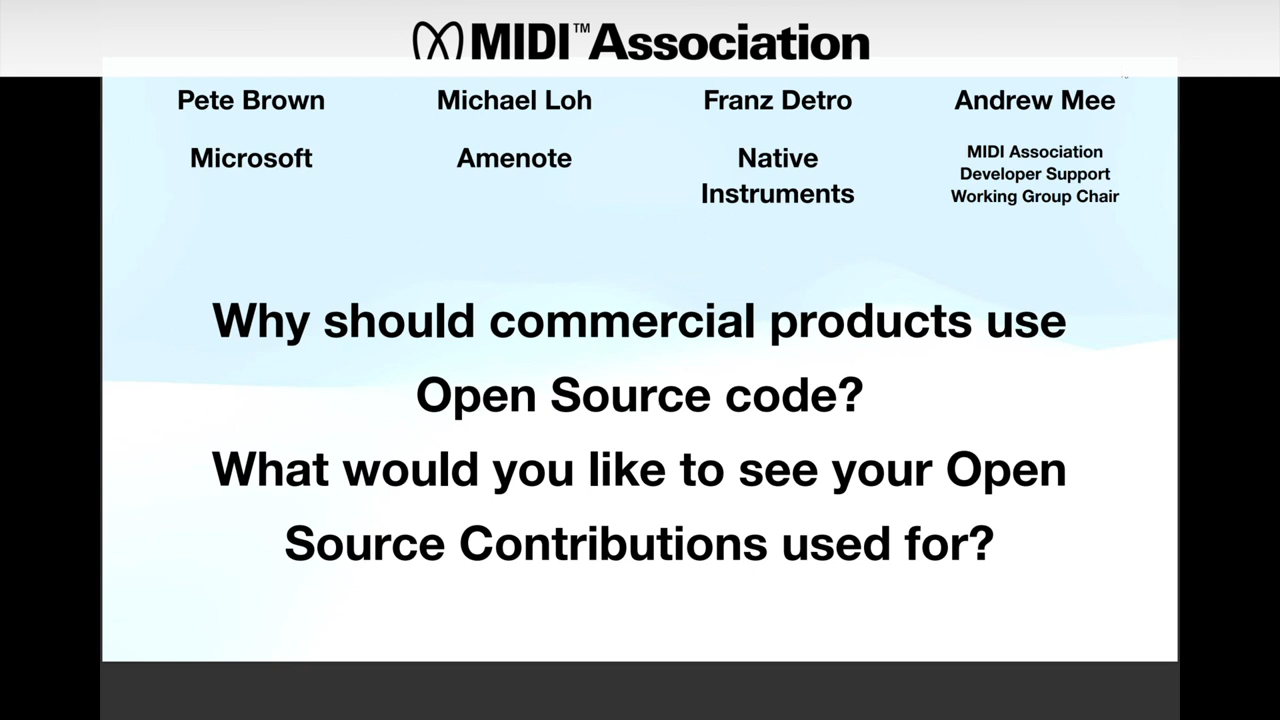 MIDI™Association
Pete Brown
Michael Loh
Franz Detro
Andrew Mee
Microsoft
Amenote
Native
Instruments
MIDI Association
Developer Support
Working Group Chair
Why should commercial products use
Open Source code?
What would you like to see your Open
Source Contributions used for?